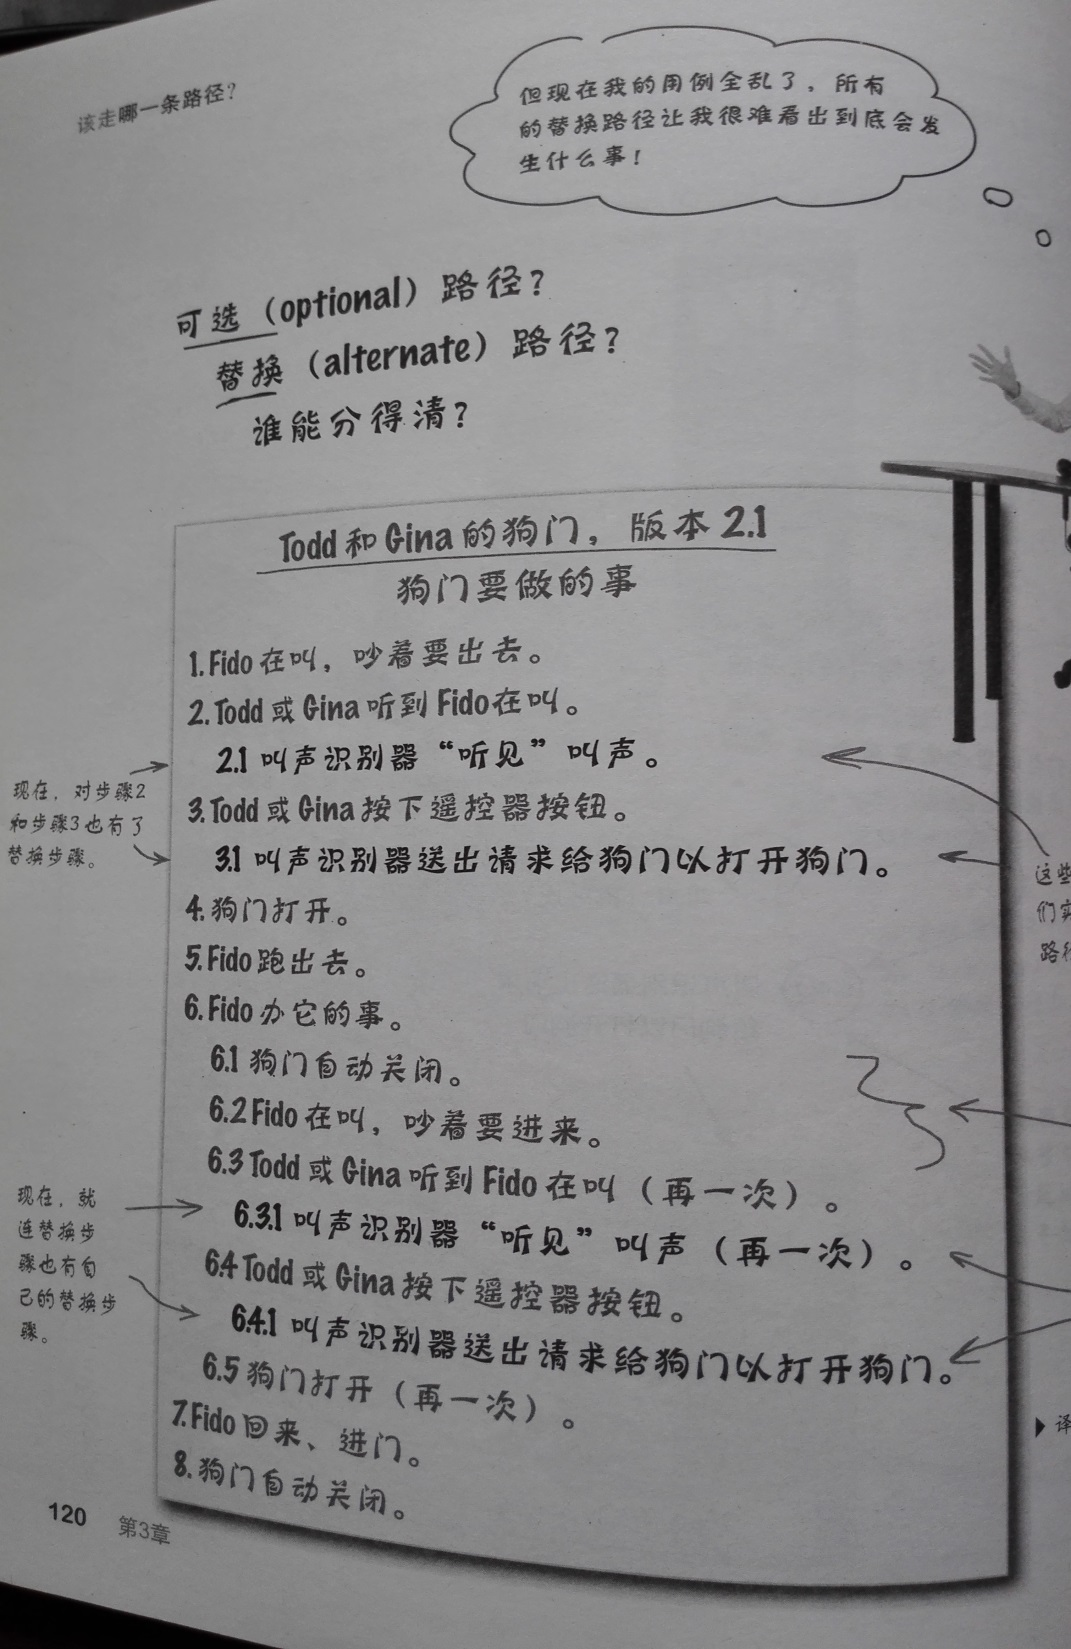 该走哪一条路径?
但现在我的用例全乱了，所有
的替换路径让我很难看出到底会发
生什么事!
可选（optional）路径?
替换（alternate）路径?
谁能分得清?
Todd和Gina的狗门，版本2.1
狗门要做的事
1.Fido在叫，吵着要出去。
2.Todd或Gina听到Fido在叫。
2.1叫声识别器“听见”叫声。
现在，对步骤2
和步骤3也有了
替换步骤。
3.Todd或Gina按下遥控器按钮。
3.1叫声识别器送出请求给狗门以打开狗门。
这些
们实
路径
4.狗门打开。
5.Fido跑出去。
6.Fido办它的事。
6.1狗门自动关闭。
6.2Fido在叫，吵着要进来。
6.3Todd或Gina听到Fido在叫（再一次）。
6.3.1叫声识别器“听见”叫声（再一次）。
现在，就
连替换步
骤也有自
己的替换步
骤。
6.4Todd或Gina按下遥控器按钮。
6.4.1叫声识别器送出请求给狗门以打开狗门。
6.5狗门打开（再一次）。
7.Fido回来、进门。
8.狗门自动关闭。
▶译
120 第3章